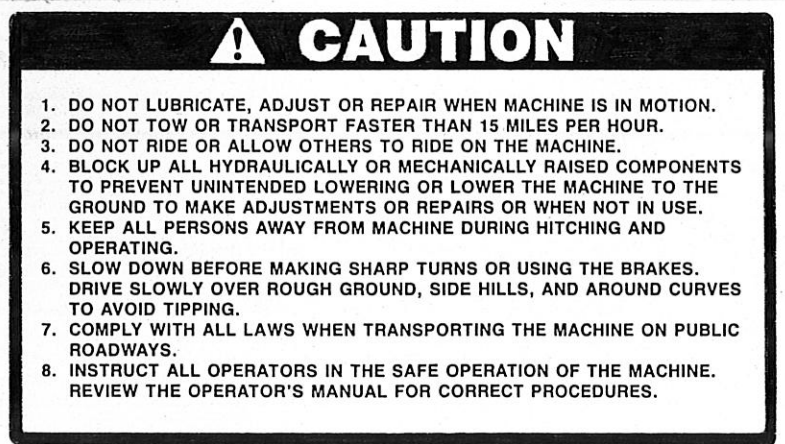 CAUTION
1. DO NOT LUBRICATE, ADJUST OR REPAIR WHEN MACHINE IS IN MOTION.
2. DO NOT TOW OR TRANSPORT FASTER THAN 15 MILES PER HOUR.
3. DO NOT RIDE OR ALLOW OTHERS TO RIDE ON THE MACHINE.
4. BLOCK UP ALL HYDRAULICALLY OR MECHANICALLY RAISED COMPONENTS
TO PREVENT UNINTENDED LOWERING OR LOWER THE MACHINE TO THE
GROUND TO MAKE ADJUSTMENTS OR REPAIRS OR WHEN NOT IN USE.
5. KEEP ALL PERSONS AWAY FROM MACHINE DURING HITCHING AND
OPERATING.
6. SLOW DOWN BEFORE MAKING SHARP TURNS OR USING THE BRAKES.
DRIVE SLOWLY OVER ROUGH GROUND, SIDE HILLS, AND AROUND CURVES
TO AVOID TIPPING.
7. COMPLY WITH ALL LAWS WHEN TRANSPORTING THE MACHINE ON PUBLIC
ROADWAYS.
8. INSTRUCT ALL OPERATORS IN THE SAFE OPERATION OF THE MACHINE.
REVIEW THE OPERATOR'S MANUAL FOR CORRECT PROCEDURES.